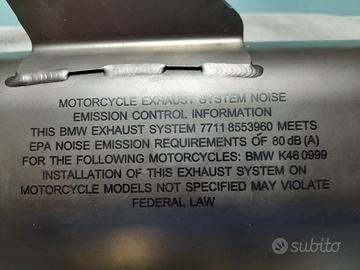 MOTORCYCLE EXHAUST SYSTEM NOISE
EMISSION CONTROL INFORMATION
THIS BMW EXHAUST SYSTEM 7711 8553960 MEETS
EPA NOISE EMISSION REQUIREMENTS OF 80 dB (A)
FOR THE FOLLOWING MOTORCYCLES: BMW K46 0999
INSTALLATION OF THIS EXHAUST SYSTEM ON
MOTORCYCLE MODELS NOT SPECIFIED MAY VIOLATE
FEDERAL LAW
subito